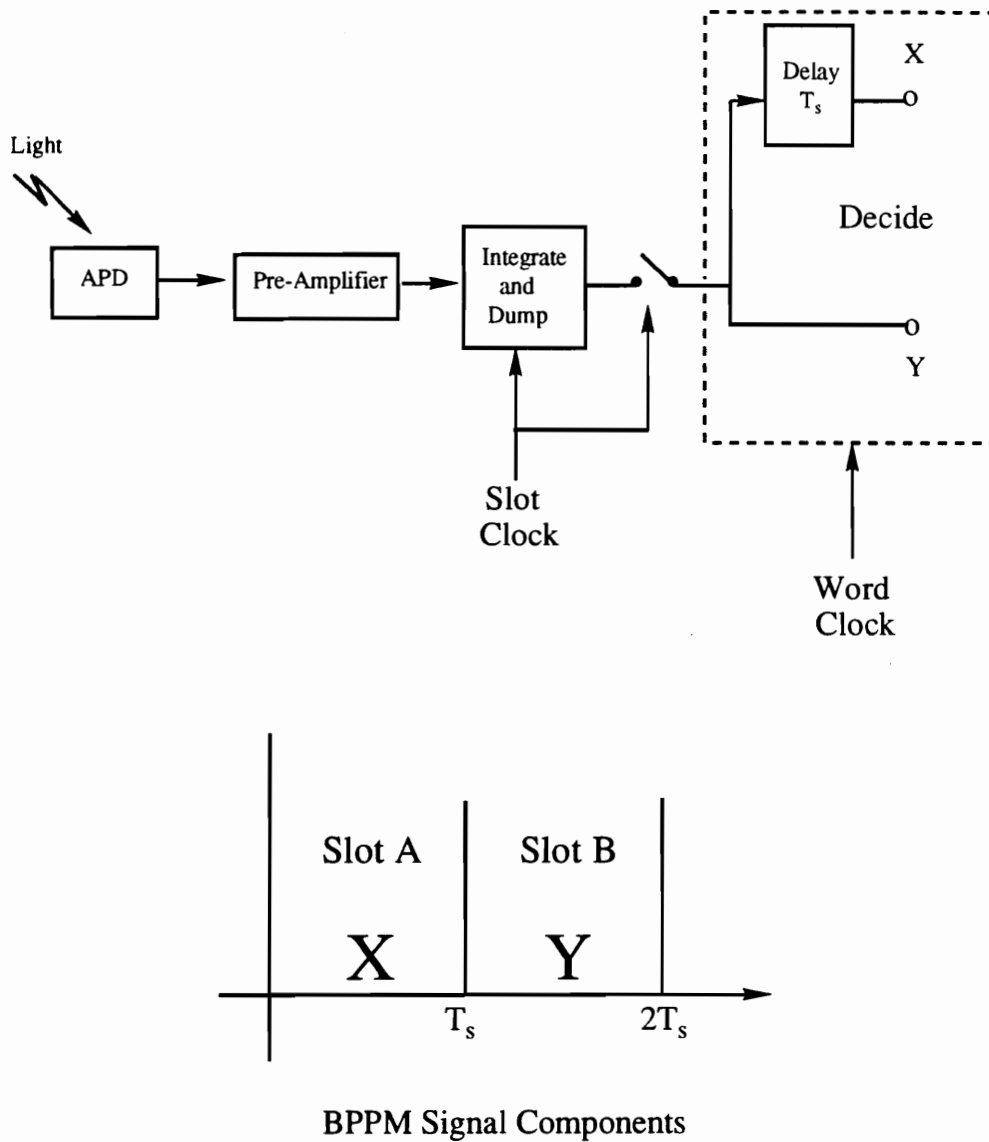 Light
APD
Pre-Amplifier
Integrate
and
Dump
Delay
T_s
X
Decide
Y
Slot
Clock
Word
Clock
Slot A
Slot B
X
Y
T_s
2T_s
BPPM Signal Components